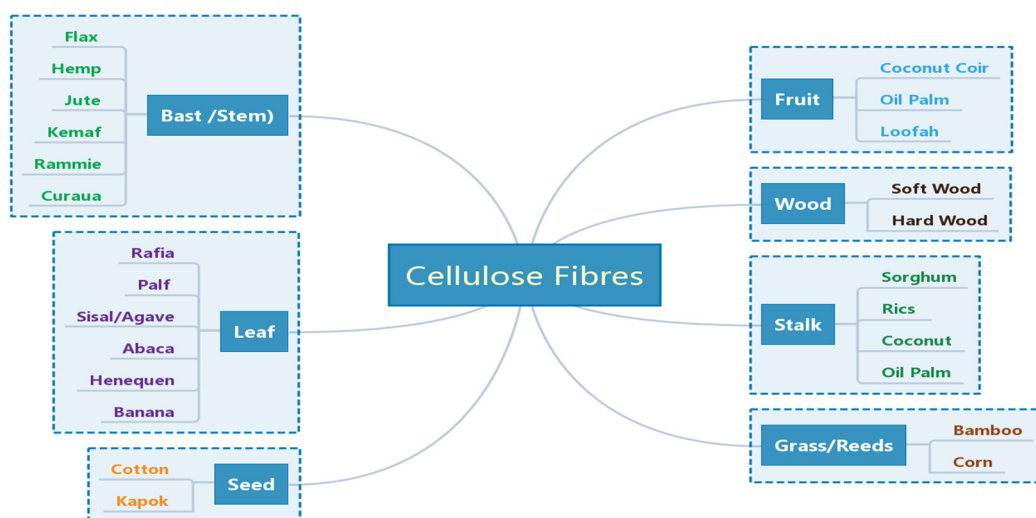 Cellulose Fibres
Bast /Stem)
Flax
Hemp
Jute
Kemaf
Rammie
Curaua
Leaf
Rafia
Palf
Sisal/Agave
Abaca
Henequen
Banana
Seed
Cotton
Kapok
Fruit
Coconut Coir
Oil Palm
Loofah
Wood
Soft Wood
Hard Wood
Stalk
Sorghum
Rics
Coconut
Oil Palm
Grass/Reeds
Bamboo
Corn